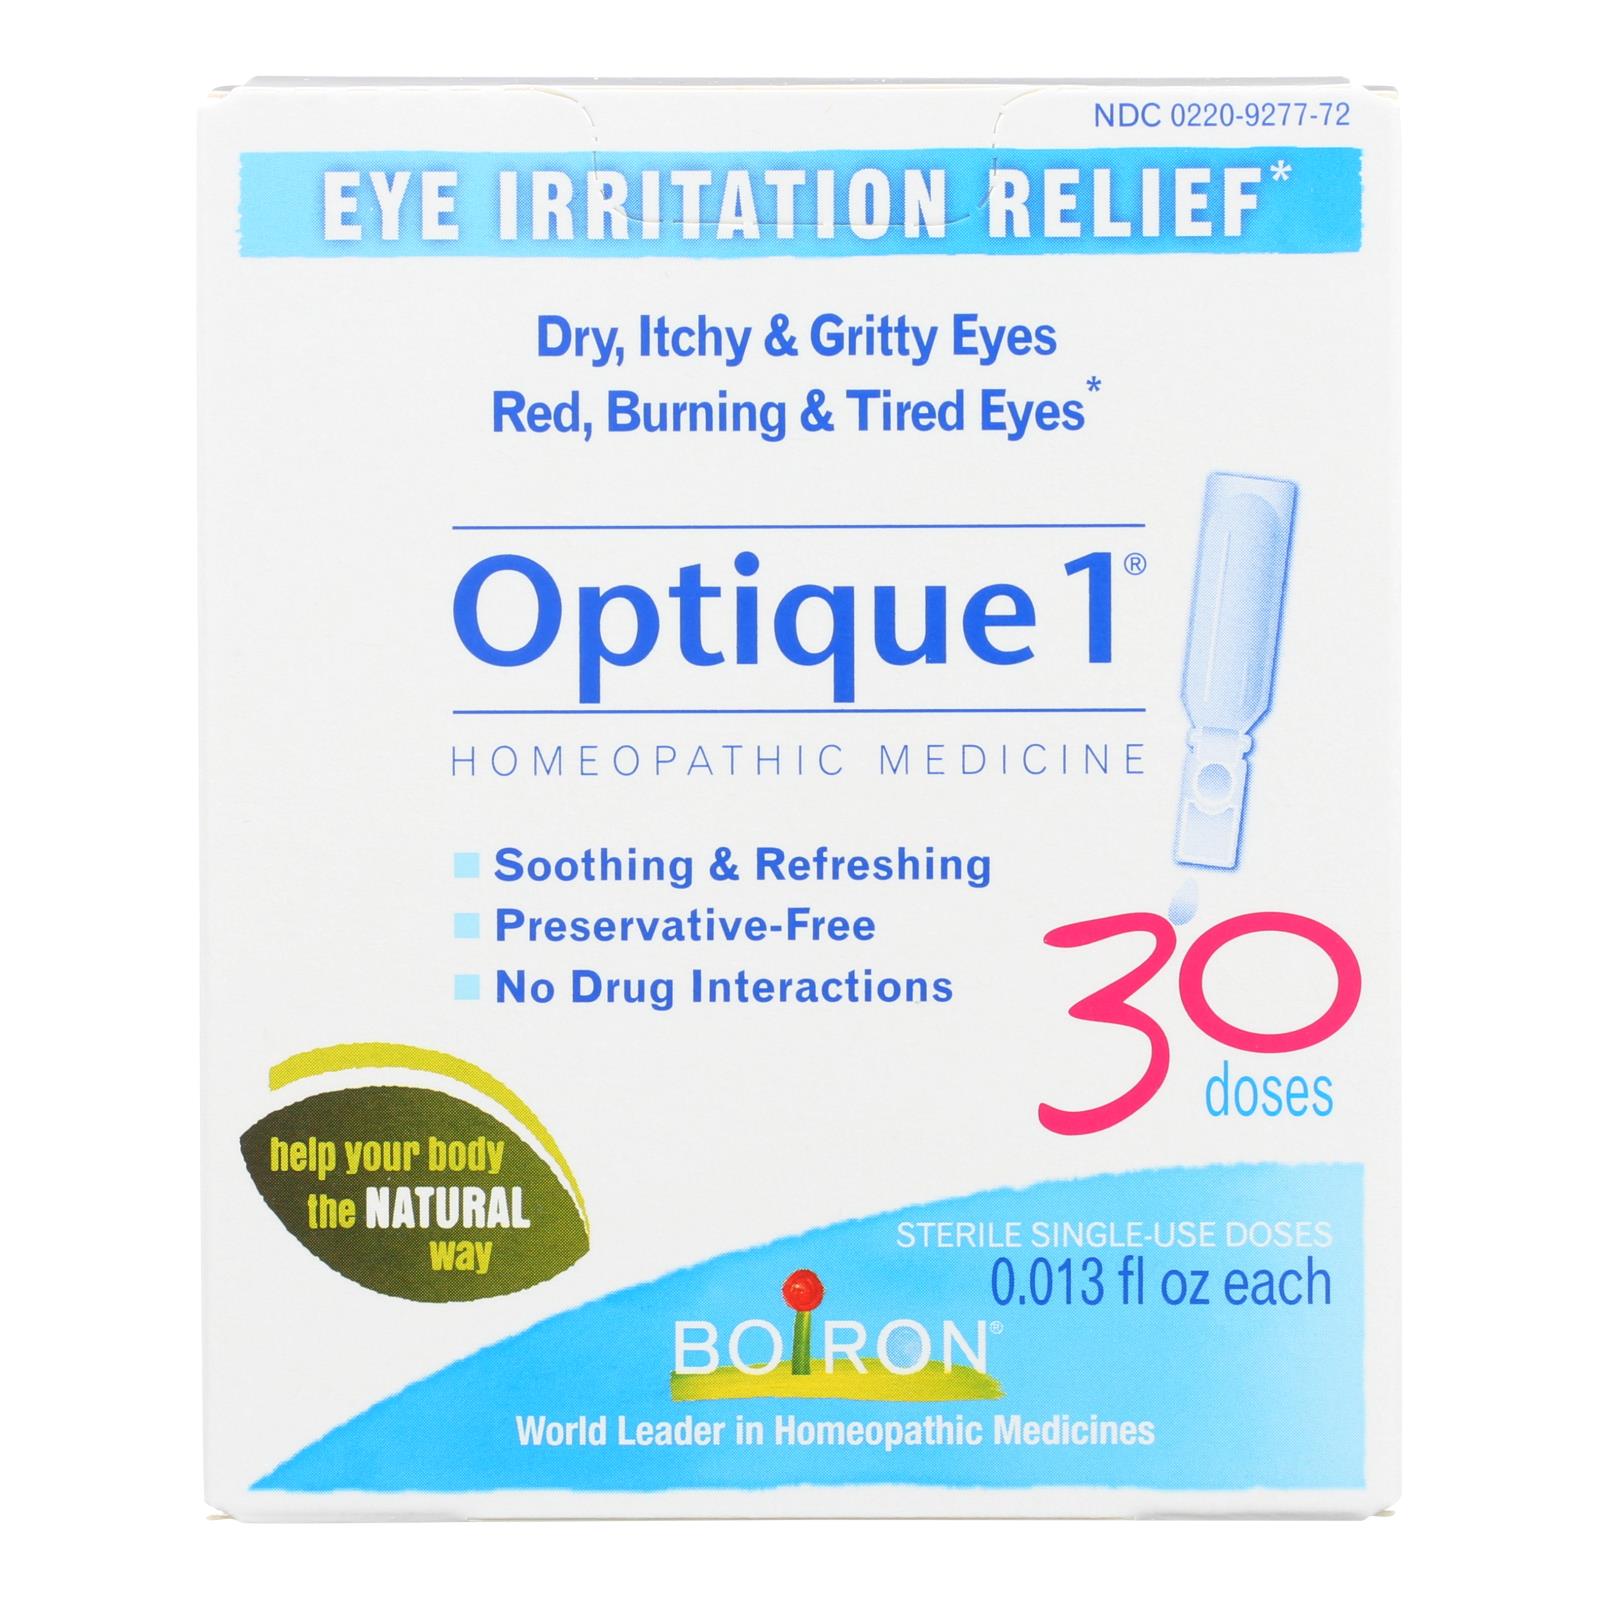 NDC 0220-9277-72
EYE IRRITATION RELIEF*
Dry, Itchy & Gritty Eyes
Red, Burning & Tired Eyes*
Optique 1®
HOMEOPATHIC MEDICINE
Soothing & Refreshing
Preservative-Free
No Drug Interactions
30
doses
help your body
the NATURAL
way
STERILE SINGLE-USE DOSES
0.013 fl oz each
BOIRON®
World Leader in Homeopathic Medicines